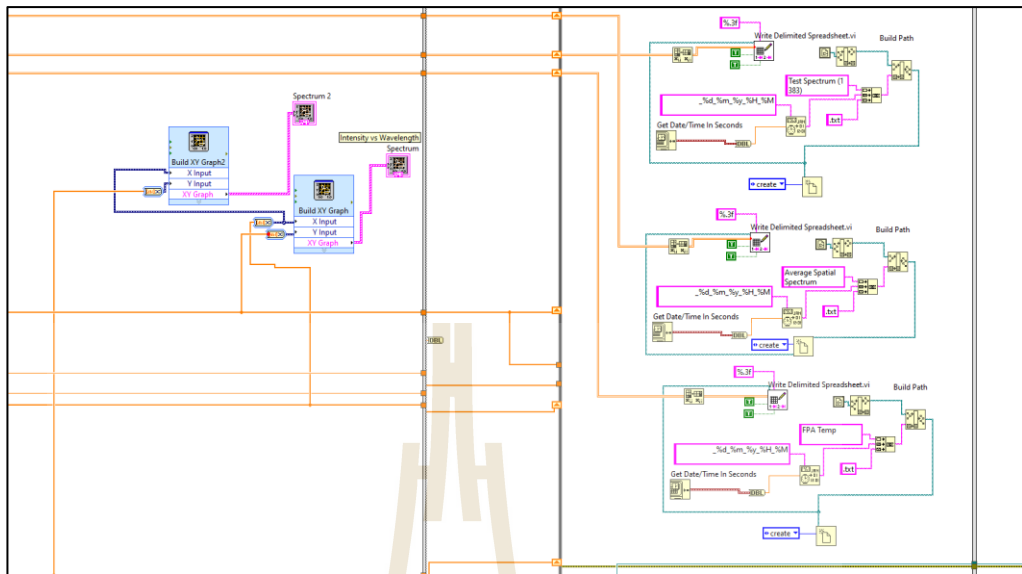 Spectrum 2
Build XY Graph2
X Input
Y Input
XY Graph
Intensity vs Wavelength
Spectrum
Build XY Graph
X Input
Y Input
XY Graph
DBL
%.3f
Write Delimited Spreadsheet.vi
Build Path
T
F
Test Spectrum (1
383)
_%d_%m_%y_%H_%M
.txt
Get Date/Time In Seconds
DBL
create
%.3f
Write Delimited Spreadsheet.vi
Build Path
Average Spatial
Spectrum
_%d_%m_%y_%H_%M
.txt
Get Date/Time In Seconds
DBL
create
%.3f
Write Delimited Spreadsheet.vi
Build Path
FPA Temp
_%d_%m_%y_%H_%M
.txt
Get Date/Time In Seconds
DBL
create